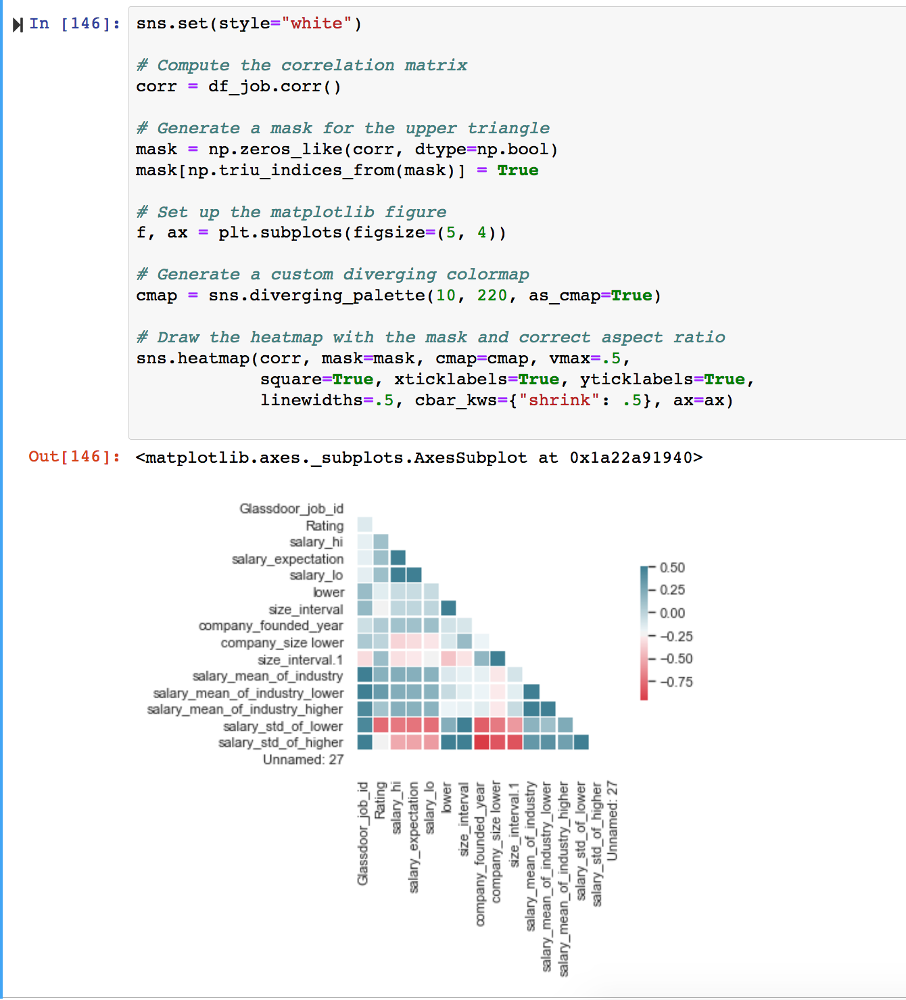 In [146]: sns.set(style="white")
# Compute the correlation matrix
corr = df_job.corr()
# Generate a mask for the upper triangle
mask = np.zeros_like(corr, dtype=np.bool)
mask[np.triu_indices_from(mask)] = True
# Set up the matplotlib figure
f, ax = plt.subplots(figsize=(5, 4))
# Generate a custom diverging colormap
cmap = sns.diverging_palette(10, 220, as_cmap=True)
# Draw the heatmap with the mask and correct aspect ratio
sns.heatmap(corr, mask=mask, cmap=cmap, vmax=.5,
square=True, xticklabels=True, yticklabels=True,
linewidths=.5, cbar_kws={"shrink": .5}, ax=ax)
Out[146]: <matplotlib.axes._subplots.AxesSubplot at 0x1a22a91940>
Glassdoor_job_id
Rating
salary_hi
salary_expectation
salary_lo
lower
size_interval
company_founded_year
company_size lower
size_interval.1
salary_mean_of_industry
salary_mean_of_industry_lower
salary_mean_of_industry_higher
salary_std_of_lower
salary_std_of_higher
Unnamed: 27
0.50
0.25
0.00
−0.25
−0.50
−0.75
Glassdoor_job_id
Rating
salary_hi
salary_expectation
salary_lo
lower
size_interval
company_founded_year
company_size lower
size_interval.1
salary_mean_of_industry
salary_mean_of_industry_lower
salary_mean_of_industry_higher
salary_std_of_lower
salary_std_of_higher
Unnamed: 27